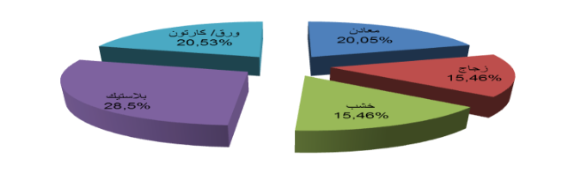 ورق/ كارتون
20,53%
معادن
20,05%
زجاج
15,46%
خشب
15,46%
بلاستيك
28,5%